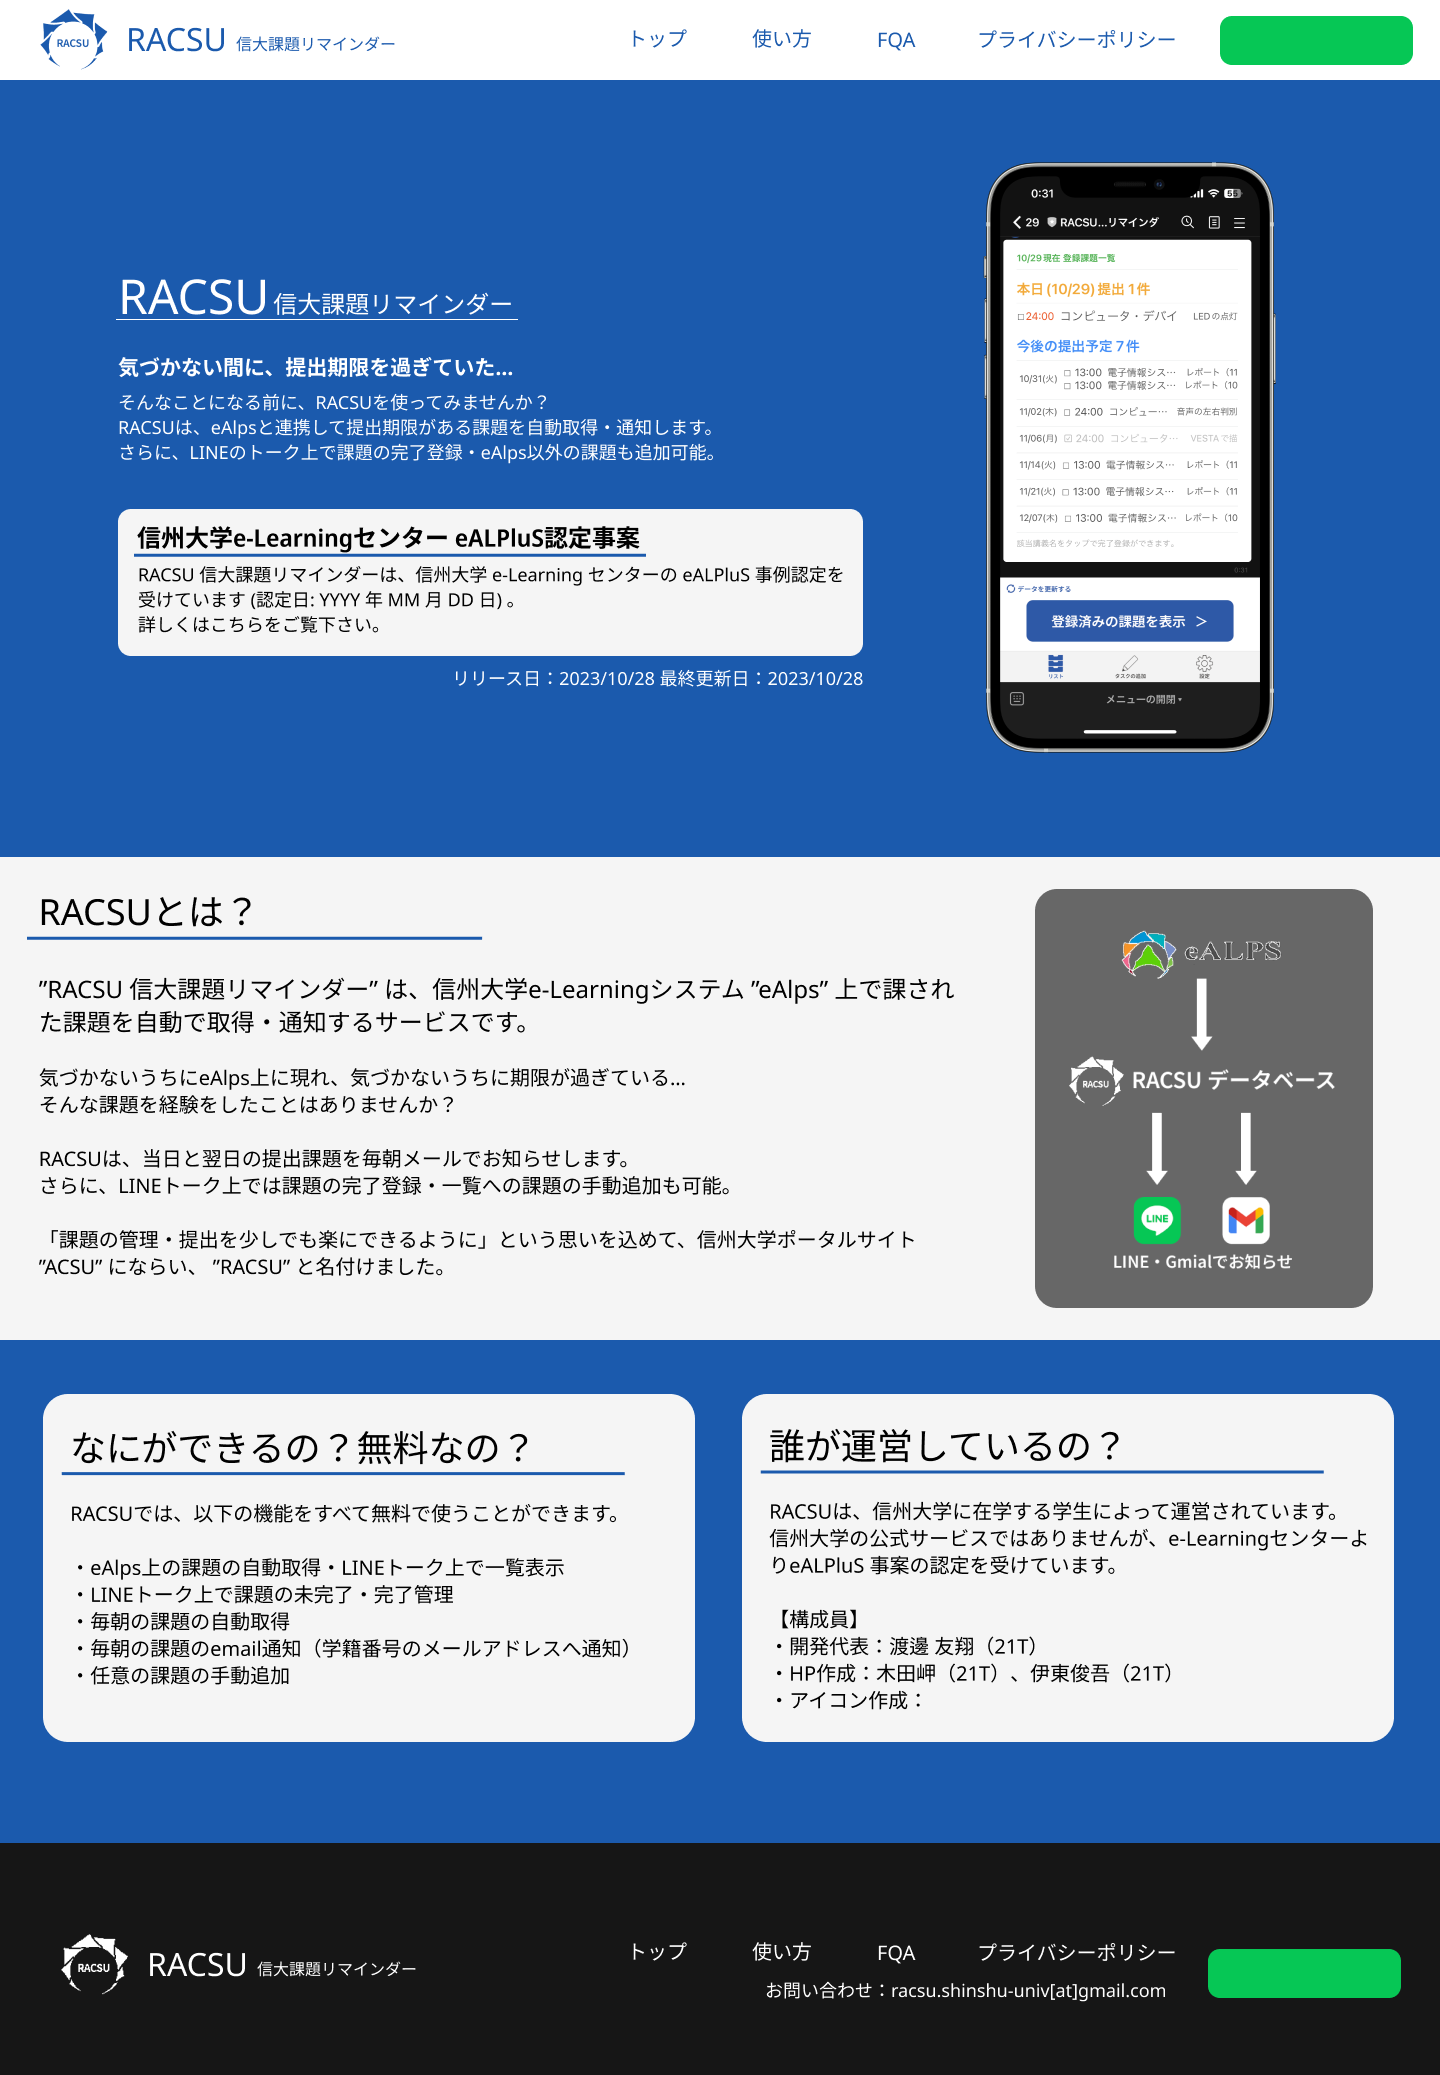 RACSU
RACSU 信大課題リマインダー
トップ
使い方
FQA
プライバシーポリシー
RACSU 信大課題リマインダー
気づかない間に、提出期限を過ぎていた...
そんなことになる前に、RACSUを使ってみませんか？
RACSUは、eAlpsと連携して提出期限がある課題を自動取得・通知します。
さらに、LINEのトーク上で課題の完了登録・eAlps以外の課題も追加可能。
信州大学e-Learningセンター eALPluS認定事案
RACSU 信大課題リマインダーは、信州大学 e-Learning センターの eALPluS 事例認定を
受けています (認定日: YYYY 年 MM 月 DD 日) 。
詳しくはこちらをご覧下さい。
リリース日：2023/10/28 最終更新日：2023/10/28
0:31
55
29 RACSU...リマインダ
10/29現在 登録課題一覧
本日(10/29)提出 1件
□24:00 コンピュータ・デバイ LEDの点灯
今後の提出予定 7件
10/31(火) □ 13:00 電子情報シス… レポート（11
□ 13:00 電子情報シス… レポート（10
11/02(木) □ 24:00 コンピュー… 音声の左右判別
11/06(月) ☑ 24:00 コンピュータ… VESTAで描
11/14(火) □ 13:00 電子情報シス… レポート（11
11/21(火) □ 13:00 電子情報シス… レポート（11
12/07(木) □ 13:00 電子情報シス… レポート（10
該当講義名をタップで完了登録ができます。
0:31
データを更新する
登録済みの課題を表示 ＞
リスト
タスクの追加
設定
メニューの開閉▾
RACSUとは？
”RACSU 信大課題リマインダー” は、信州大学e-Learningシステム ”eAlps” 上で課され
た課題を自動で取得・通知するサービスです。
気づかないうちにeAlps上に現れ、気づかないうちに期限が過ぎている...
そんな課題を経験をしたことはありませんか？
RACSUは、当日と翌日の提出課題を毎朝メールでお知らせします。
さらに、LINEトーク上では課題の完了登録・一覧への課題の手動追加も可能。
「課題の管理・提出を少しでも楽にできるように」という思いを込めて、信州大学ポータルサイト
”ACSU” にならい、 ”RACSU” と名付けました。
eALPS
RACSU
RACSU データベース
LINE
LINE・Gmialでお知らせ
なにができるの？無料なの？
RACSUでは、以下の機能をすべて無料で使うことができます。
・eAlps上の課題の自動取得・LINEトーク上で一覧表示
・LINEトーク上で課題の未完了・完了管理
・毎朝の課題の自動取得
・毎朝の課題のemail通知（学籍番号のメールアドレスへ通知）
・任意の課題の手動追加
誰が運営しているの？
RACSUは、信州大学に在学する学生によって運営されています。
信州大学の公式サービスではありませんが、e-Learningセンターよ
りeALPluS 事案の認定を受けています。
【構成員】
・開発代表：渡邉 友翔（21T）
・HP作成：木田岬（21T）、伊東俊吾（21T）
・アイコン作成：
RACSU
RACSU 信大課題リマインダー
トップ
使い方
FQA
プライバシーポリシー
お問い合わせ：racsu.shinshu-univ[at]gmail.com